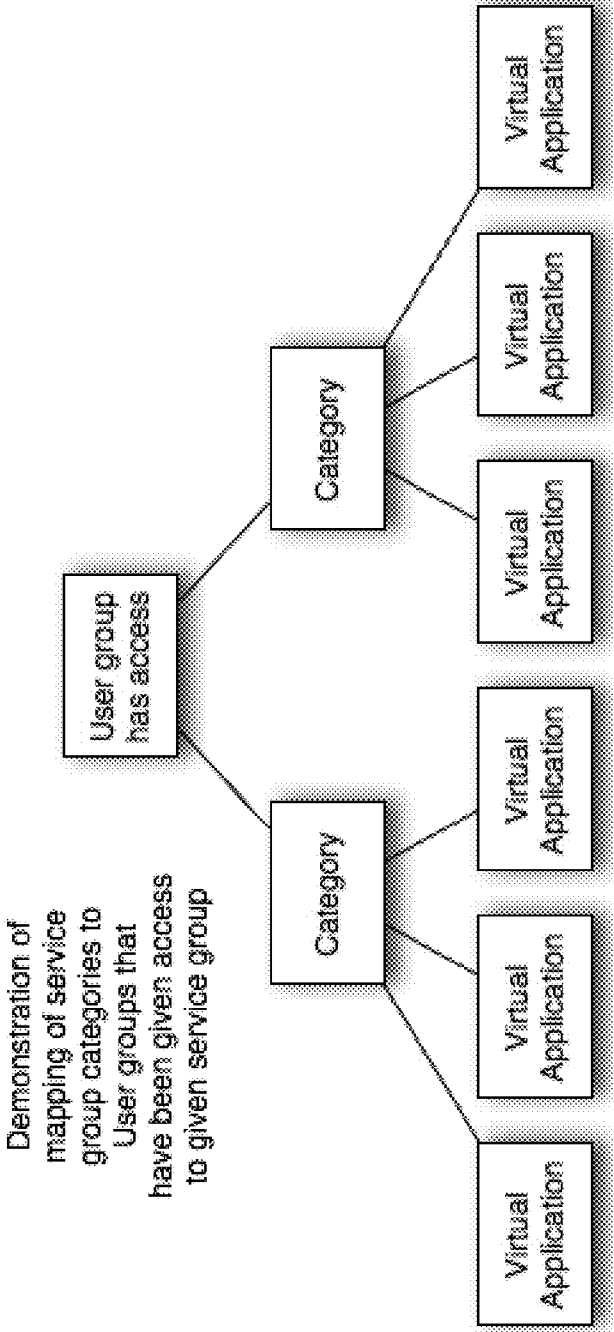 Demonstration of
mapping of service
group categories to
User groups that
have been given access
to given service group
User group
has access
Category
Category
Virtual
Application
Virtual
Application
Virtual
Application
Virtual
Application
Virtual
Application
Virtual
Application